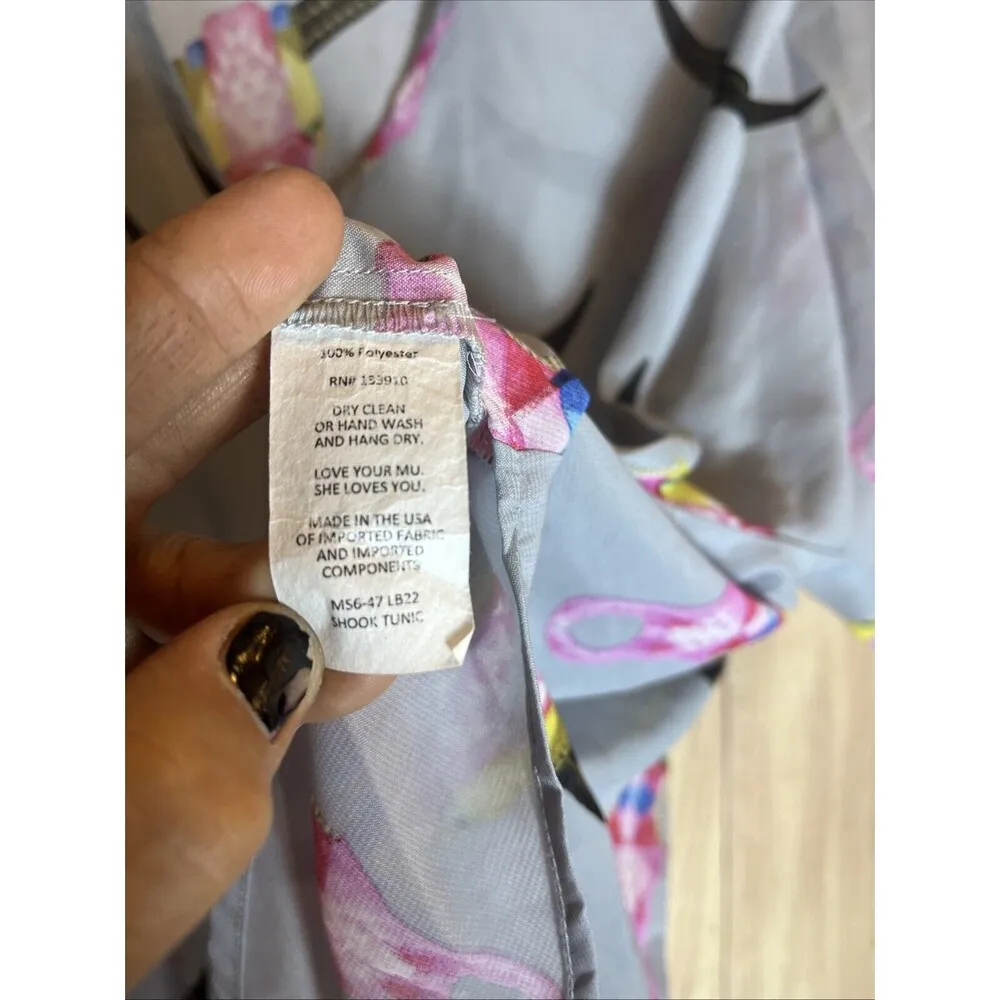 100% Polyester
RN# 153910
DRY CLEAN
OR HAND WASH
AND HANG DRY.
LOVE YOUR MU.
SHE LOVES YOU.
MADE IN THE USA
OF IMPORTED FABRIC
AND IMPORTED
COMPONENTS
MS6-47 LB22
SHOOK TUNIC